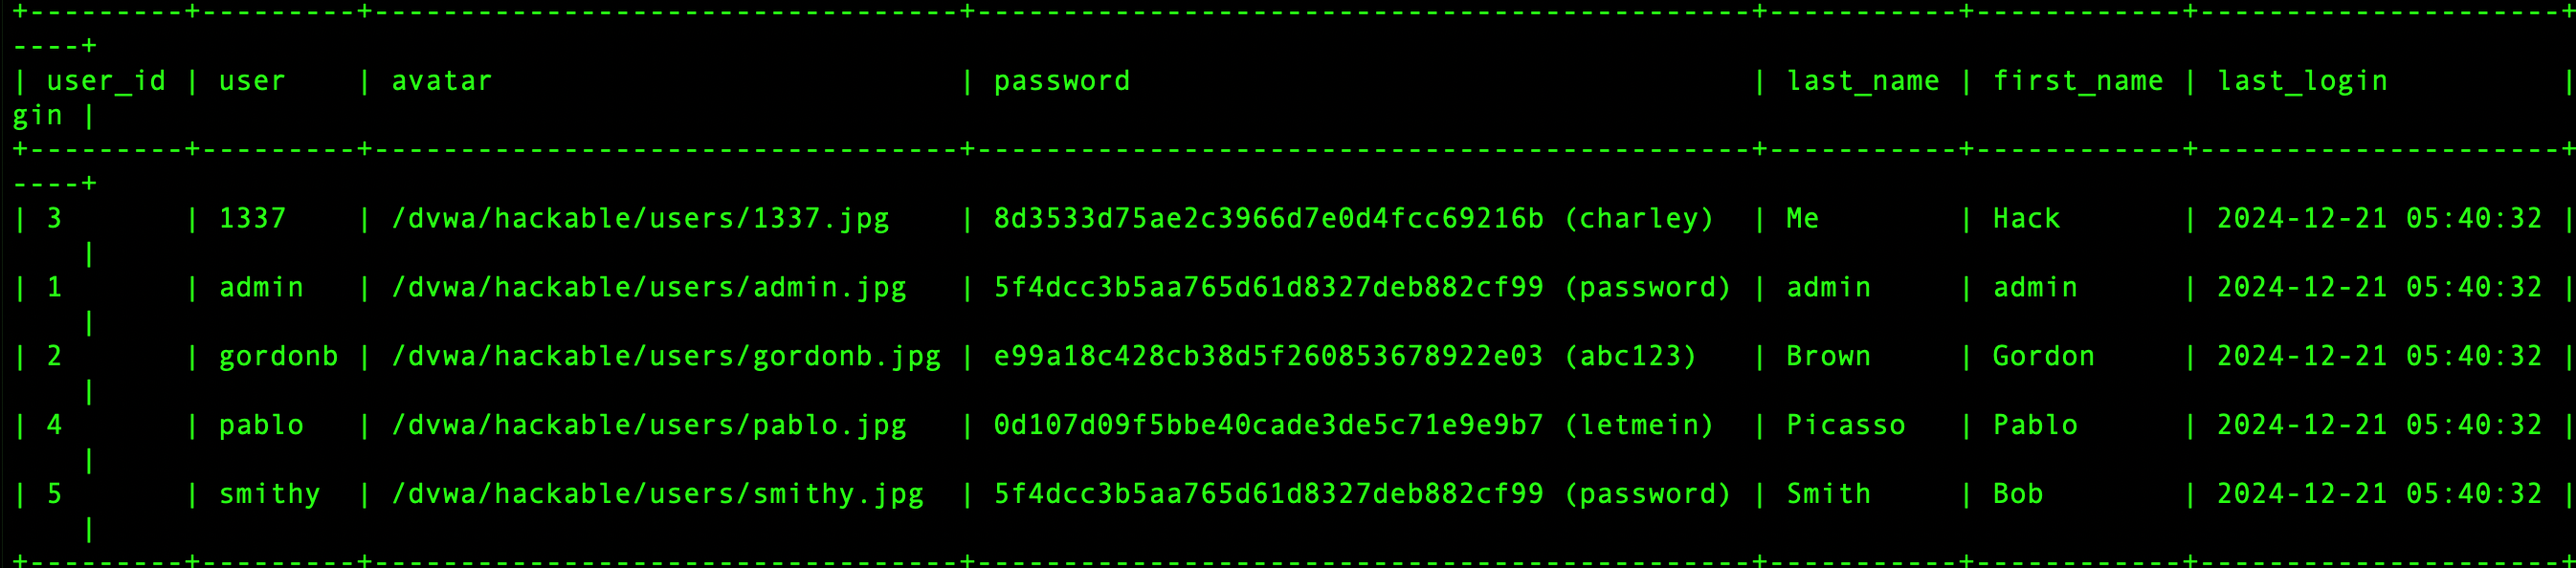 +---------+---------+----------------------------------+---------------------------------------------+-----------+------------+---------------------+
----+
| user_id | user    | avatar                           | password                                    | last_name | first_name | last_login          |
gin |
+---------+---------+----------------------------------+---------------------------------------------+-----------+------------+---------------------+
----+
| 3       | 1337    | /dvwa/hackable/users/1337.jpg    | 8d3533d75ae2c3966d7e0d4fcc69216b (charley)  | Me        | Hack       | 2024-12-21 05:40:32 |
    |
| 1       | admin   | /dvwa/hackable/users/admin.jpg   | 5f4dcc3b5aa765d61d8327deb882cf99 (password) | admin     | admin      | 2024-12-21 05:40:32 |
    |
| 2       | gordonb | /dvwa/hackable/users/gordonb.jpg | e99a18c428cb38d5f260853678922e03 (abc123)   | Brown     | Gordon     | 2024-12-21 05:40:32 |
    |
| 4       | pablo   | /dvwa/hackable/users/pablo.jpg   | 0d107d09f5bbe40cade3de5c71e9e9b7 (letmein)  | Picasso   | Pablo      | 2024-12-21 05:40:32 |
    |
| 5       | smithy  | /dvwa/hackable/users/smithy.jpg  | 5f4dcc3b5aa765d61d8327deb882cf99 (password) | Smith     | Bob        | 2024-12-21 05:40:32 |
    |
+---------+---------+----------------------------------+---------------------------------------------+-----------+------------+---------------------+